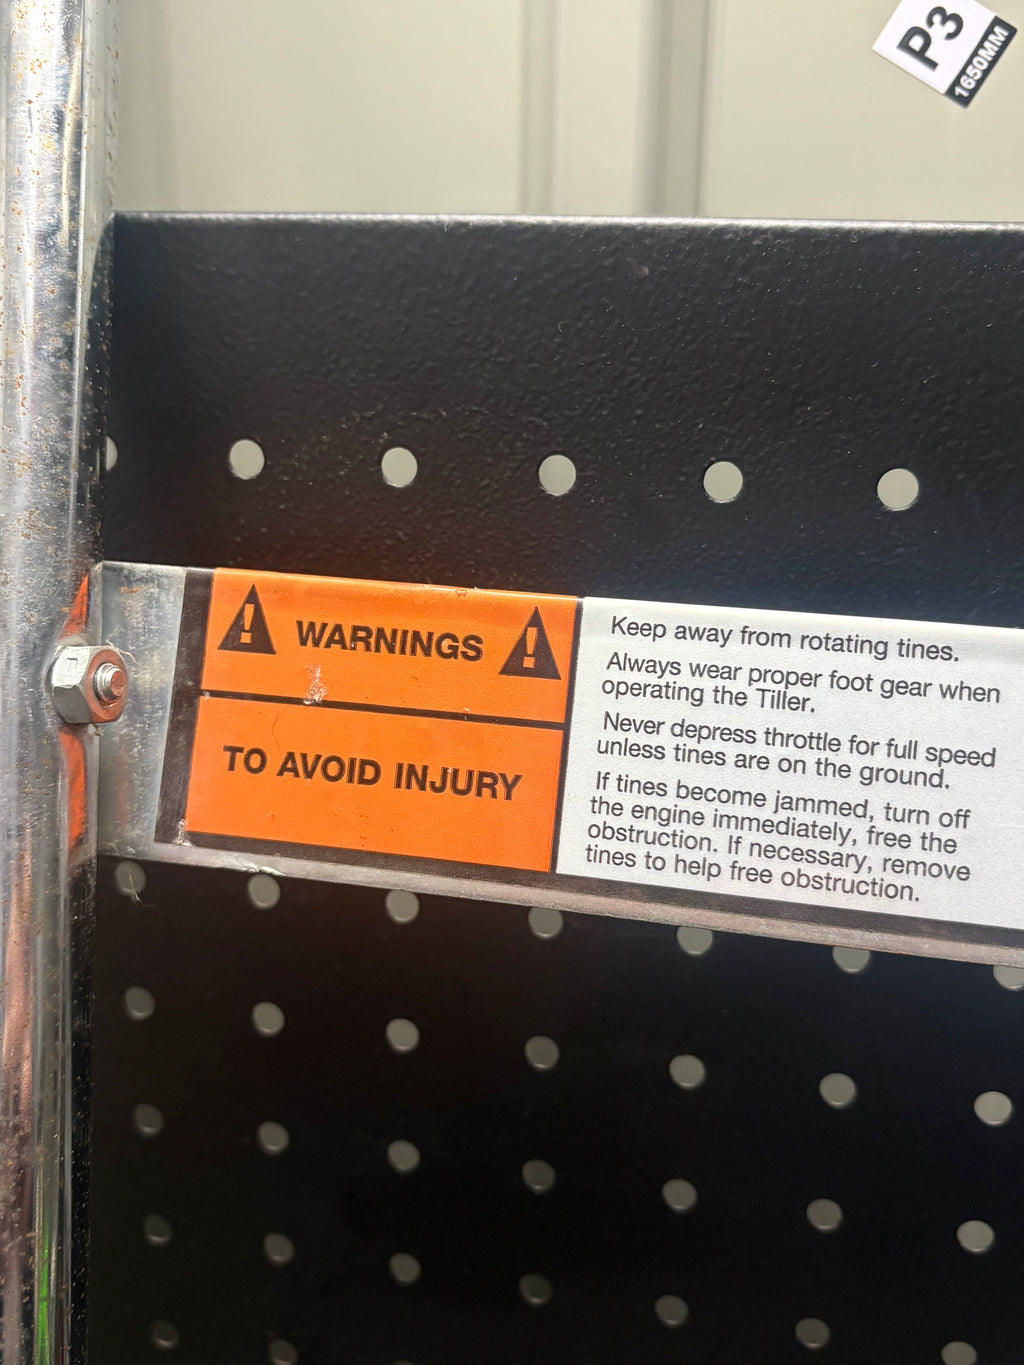 P3
1650MM
! WARNINGS !
TO AVOID INJURY
Keep away from rotating tines.
Always wear proper foot gear when
operating the Tiller.
Never depress throttle for full speed
unless tines are on the ground.
If tines become jammed, turn off
the engine immediately, free the
obstruction. If necessary, remove
tines to help free obstruction.